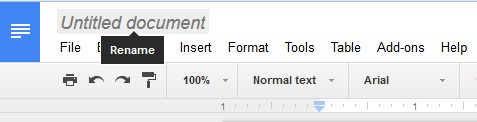 Untitled document
File E Insert Format Tools Table Add-ons Help
Rename
100% Normal text Arial
1 1